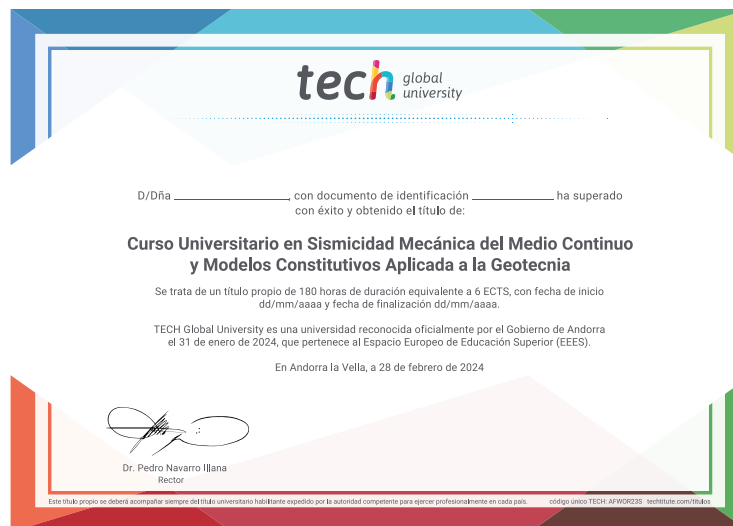 tech global university
D/Dña ____________________, con documento de identificación ______________ ha superado
con éxito y obtenido el título de:
Curso Universitario en Sismicidad Mecánica del Medio Continuo
y Modelos Constitutivos Aplicada a la Geotecnia
Se trata de un título propio de 180 horas de duración equivalente a 6 ECTS, con fecha de inicio
dd/mm/aaaa y fecha de finalización dd/mm/aaaa.
TECH Global University es una universidad reconocida oficialmente por el Gobierno de Andorra
el 31 de enero de 2024, que pertenece al Espacio Europeo de Educación Superior (EEES).
En Andorra la Vella, a 28 de febrero de 2024
Dr. Pedro Navarro Illana
Rector
Este título propio se deberá acompañar siempre del título universitario habilitante expedido por la autoridad competente para ejercer profesionalmente en cada país. código único TECH: AFWOR23S techtitute.com/titulos